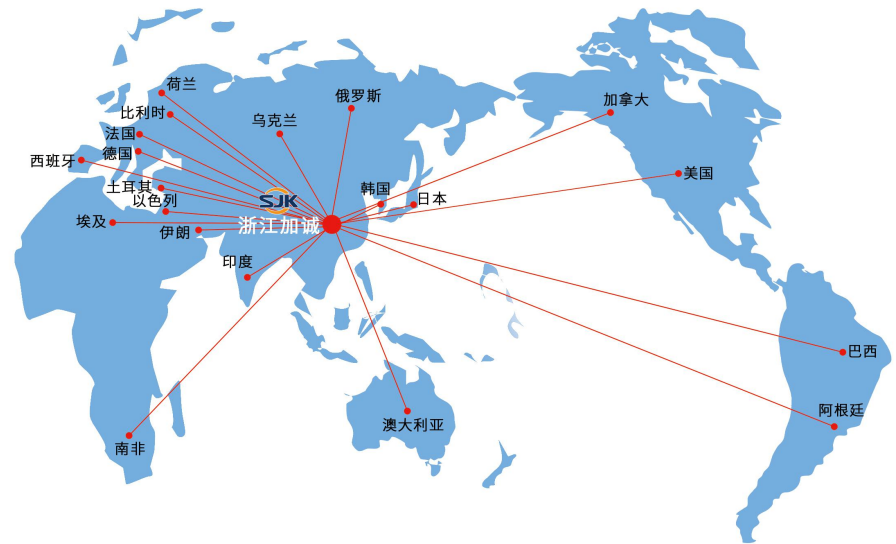 荷兰
俄罗斯
加拿大
比利时
乌克兰
法国
德国
西班牙
美国
土耳其
韩国
日本
以色列
SJK
埃及
浙江加诚
伊朗
印度
巴西
阿根廷
澳大利亚
南非